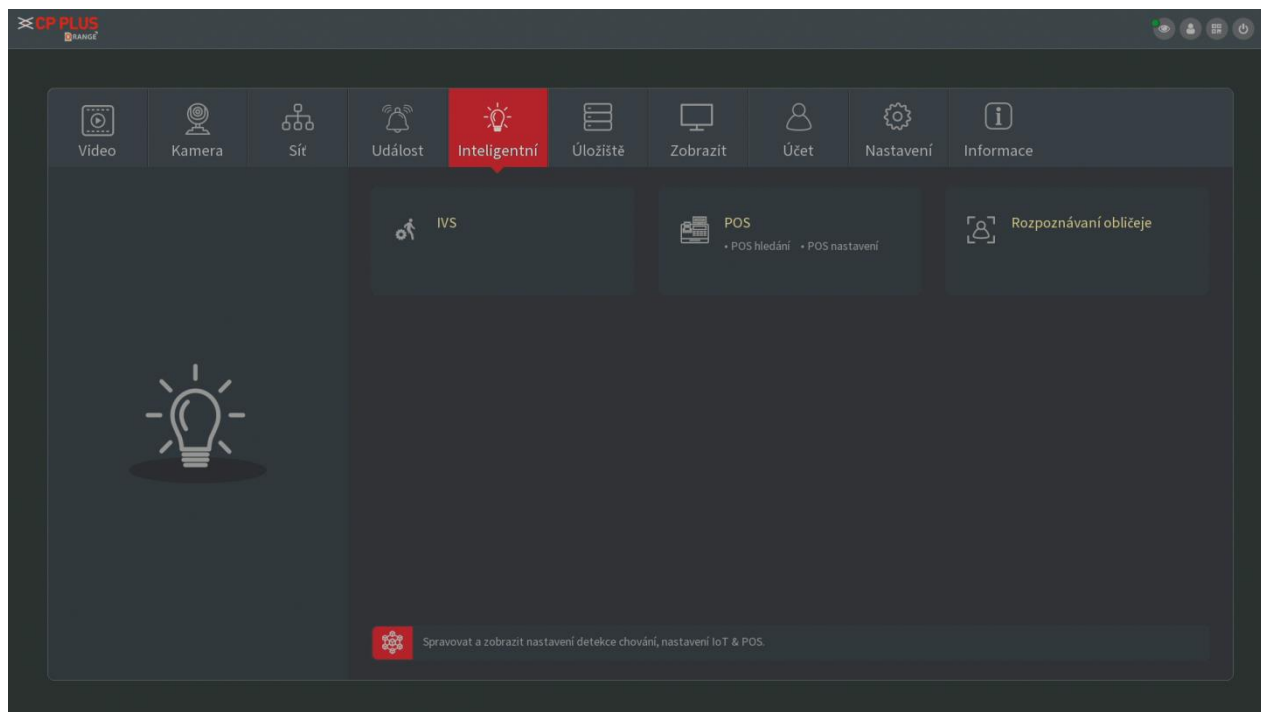 CP PLUS
ORANGE
Video
Kamera
Síť
Událost
Inteligentní
Úložiště
Zobrazit
Účet
Nastavení
Informace
IVS
POS
• POS hledání • POS nastavení
Rozpoznávaní obličeje
Spravovat a zobrazit nastavení detekce chování, nastavení IoT & POS.